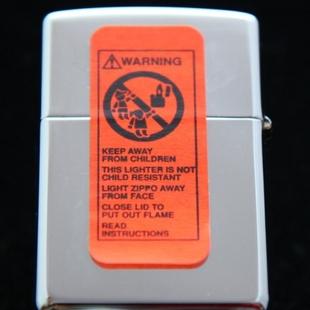 WARNING
KEEP AWAY
FROM CHILDREN
THIS LIGHTER IS NOT
CHILD RESISTANT
LIGHT ZIPPO AWAY
FROM FACE
CLOSE LID TO
PUT OUT FLAME
READ
INSTRUCTIONS